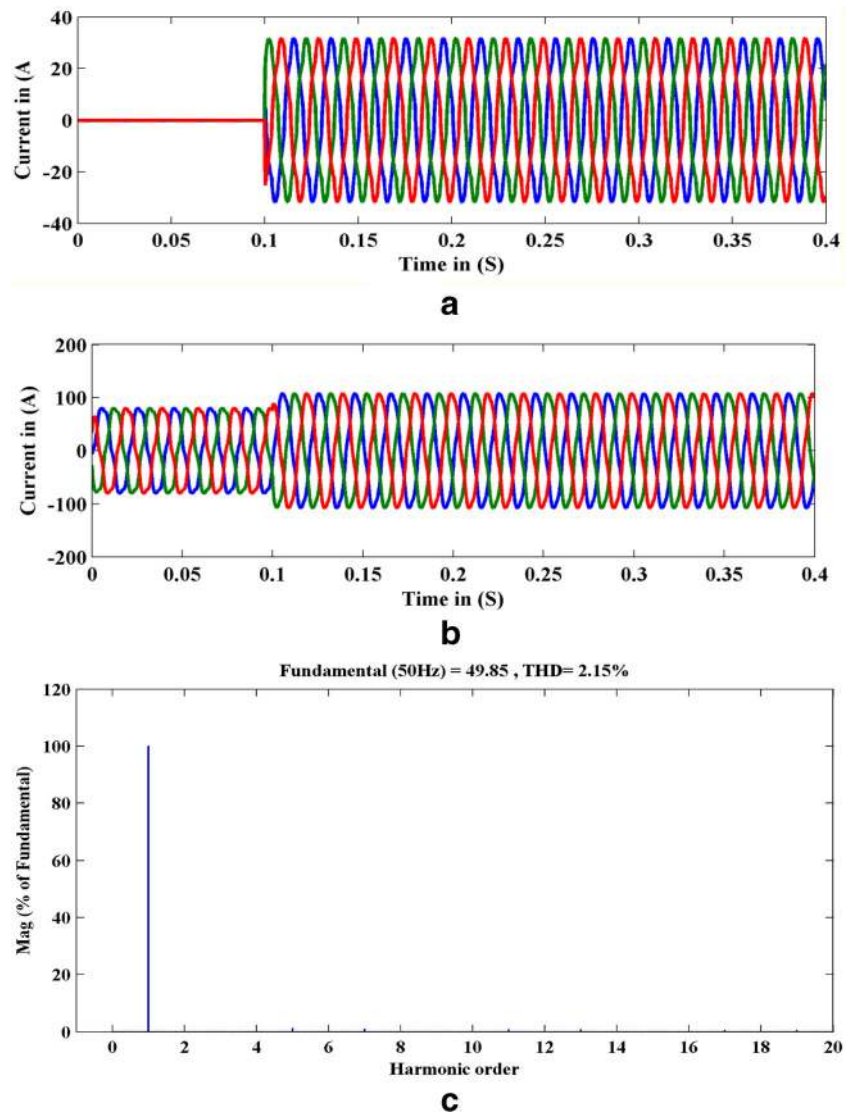 40
20
0
-20
-40
Current in (A
0 0.05 0.1 0.15 0.2 0.25 0.3 0.35 0.4
Time in (S)
a
200
100
0
-100
-200
Current in (A)
0 0.05 0.1 0.15 0.2 0.25 0.3 0.35 0.4
Time in (S)
b
Fundamental (50Hz) = 49.85 , THD= 2.15%
120
100
80
60
40
20
0
Mag (% of Fundamental)
0 2 4 6 8 10 12 14 16 18 20
Harmonic order
c